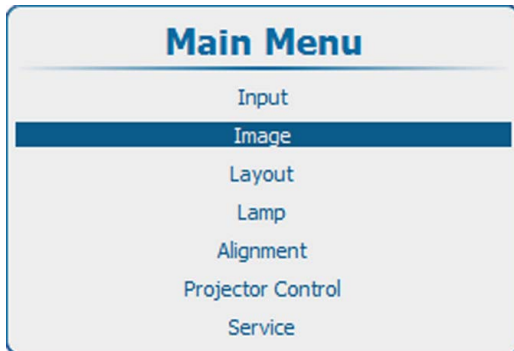 Main Menu
Input
Image
Layout
Lamp
Alignment
Projector Control
Service